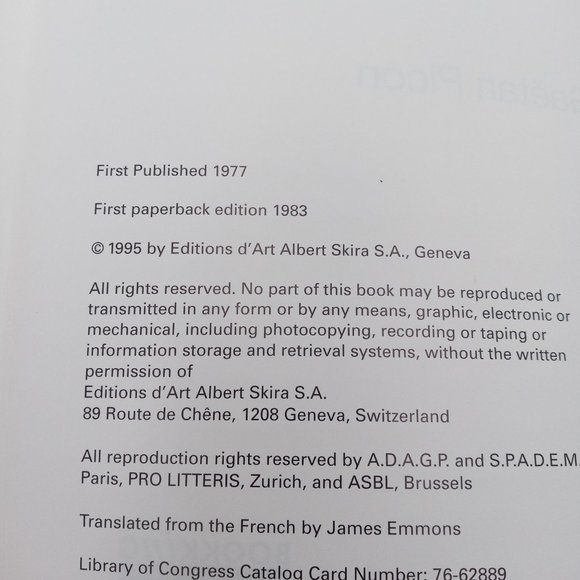 First Published 1977
First paperback edition 1983
© 1995 by Editions d'Art Albert Skira S.A., Geneva
All rights reserved. No part of this book may be reproduced or
transmitted in any form or by any means, graphic, electronic or
mechanical, including photocopying, recording or taping or
information storage and retrieval systems, without the written
permission of
Editions d'Art Albert Skira S.A.
89 Route de Chêne, 1208 Geneva, Switzerland
All reproduction rights reserved by A.D.A.G.P. and S.P.A.D.E.M.
Paris, PRO LITTERIS, Zurich, and ASBL, Brussels
Translated from the French by James Emmons
Library of Congress Catalog Card Number: 76-62889